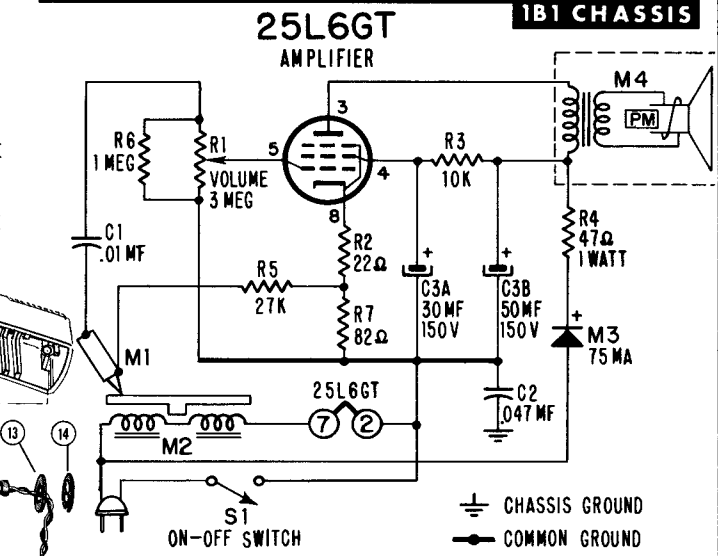 1B1 CHASSIS
25L6GT
AMPLIFIER
M4
PM
3
5
4
8
R6
1 MEG
R1
VOLUME
3 MEG
R3
10K
C1
.01 MF
R2
22Ω
R4
47Ω
1 WATT
R5
27K
R7
82Ω
+
C3A
30 MF
150V
+
C3B
50 MF
150V
+
M3
75 MA
M1
25L6GT
7
2
C2
.047 MF
M2
13
14
S1
ON-OFF SWITCH
CHASSIS GROUND
COMMON GROUND